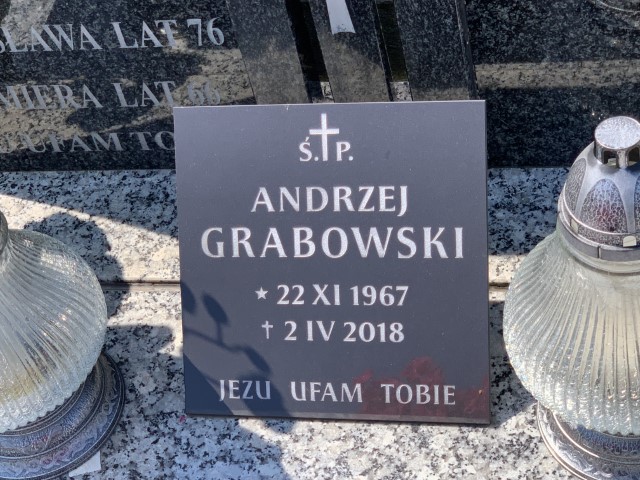 SŁAWA LAT 76
MIERA LAT 66
UFAM TO
Ś. P.
ANDRZEJ
GRABOWSKI
★ 22 XI 1967
† 2 IV 2018
JEZU UFAM TOBIE